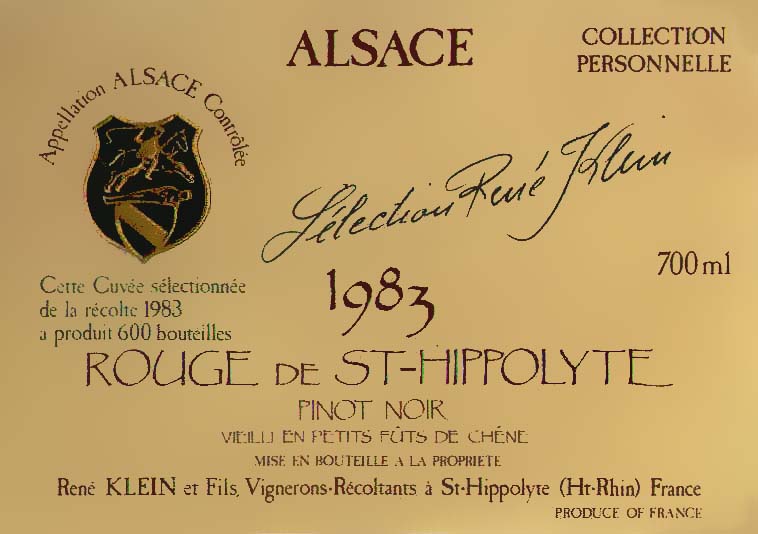 ALSACE
COLLECTION
PERSONNELLE
Appellation ALSACE Contrôlée
Sélection René Klein
700 ml
Cette Cuvée sélectionnée
de la récolte 1983
a produit 600 bouteilles
1983
ROUGE DE ST-HIPPOLYTE
PINOT NOIR
VIEILLI EN PETITS FÛTS DE CHÊNE
MISE EN BOUTEILLE A LA PROPRIETE
René KLEIN et Fils, Vignerons-Récoltants à St-Hippolyte (Ht-Rhin) France
PRODUCE OF FRANCE